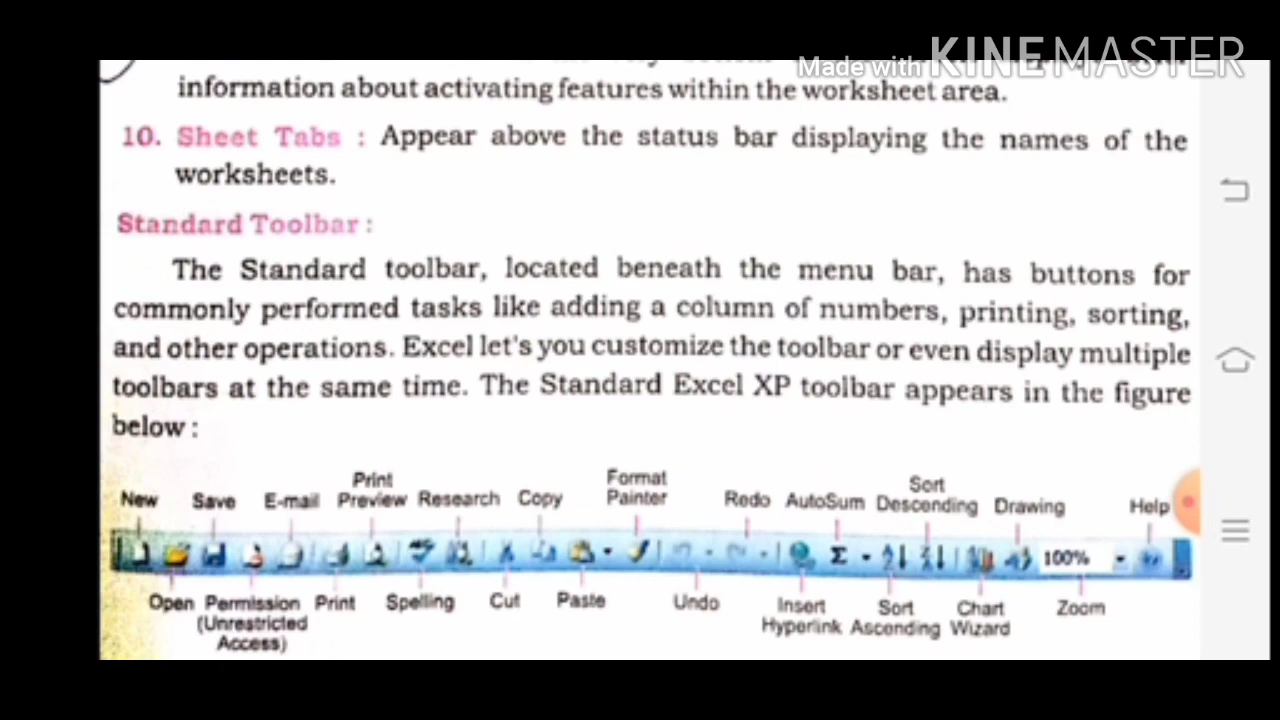 Made with KINEMASTER
information about activating features within the worksheet area.
10. Sheet Tabs : Appear above the status bar displaying the names of the
worksheets.
Standard Toolbar :
The Standard toolbar, located beneath the menu bar, has buttons for
commonly performed tasks like adding a column of numbers, printing, sorting,
and other operations. Excel let's you customize the toolbar or even display multiple
toolbars at the same time. The Standard Excel XP toolbar appears in the figure
below :
New Save E-mail Print Preview Research Copy Format Painter Redo AutoSum Sort Descending Drawing Help
Σ 100%
Open Permission (Unrestricted Access) Print Spelling Cut Paste Undo Insert Hyperlink Sort Ascending Chart Wizard Zoom